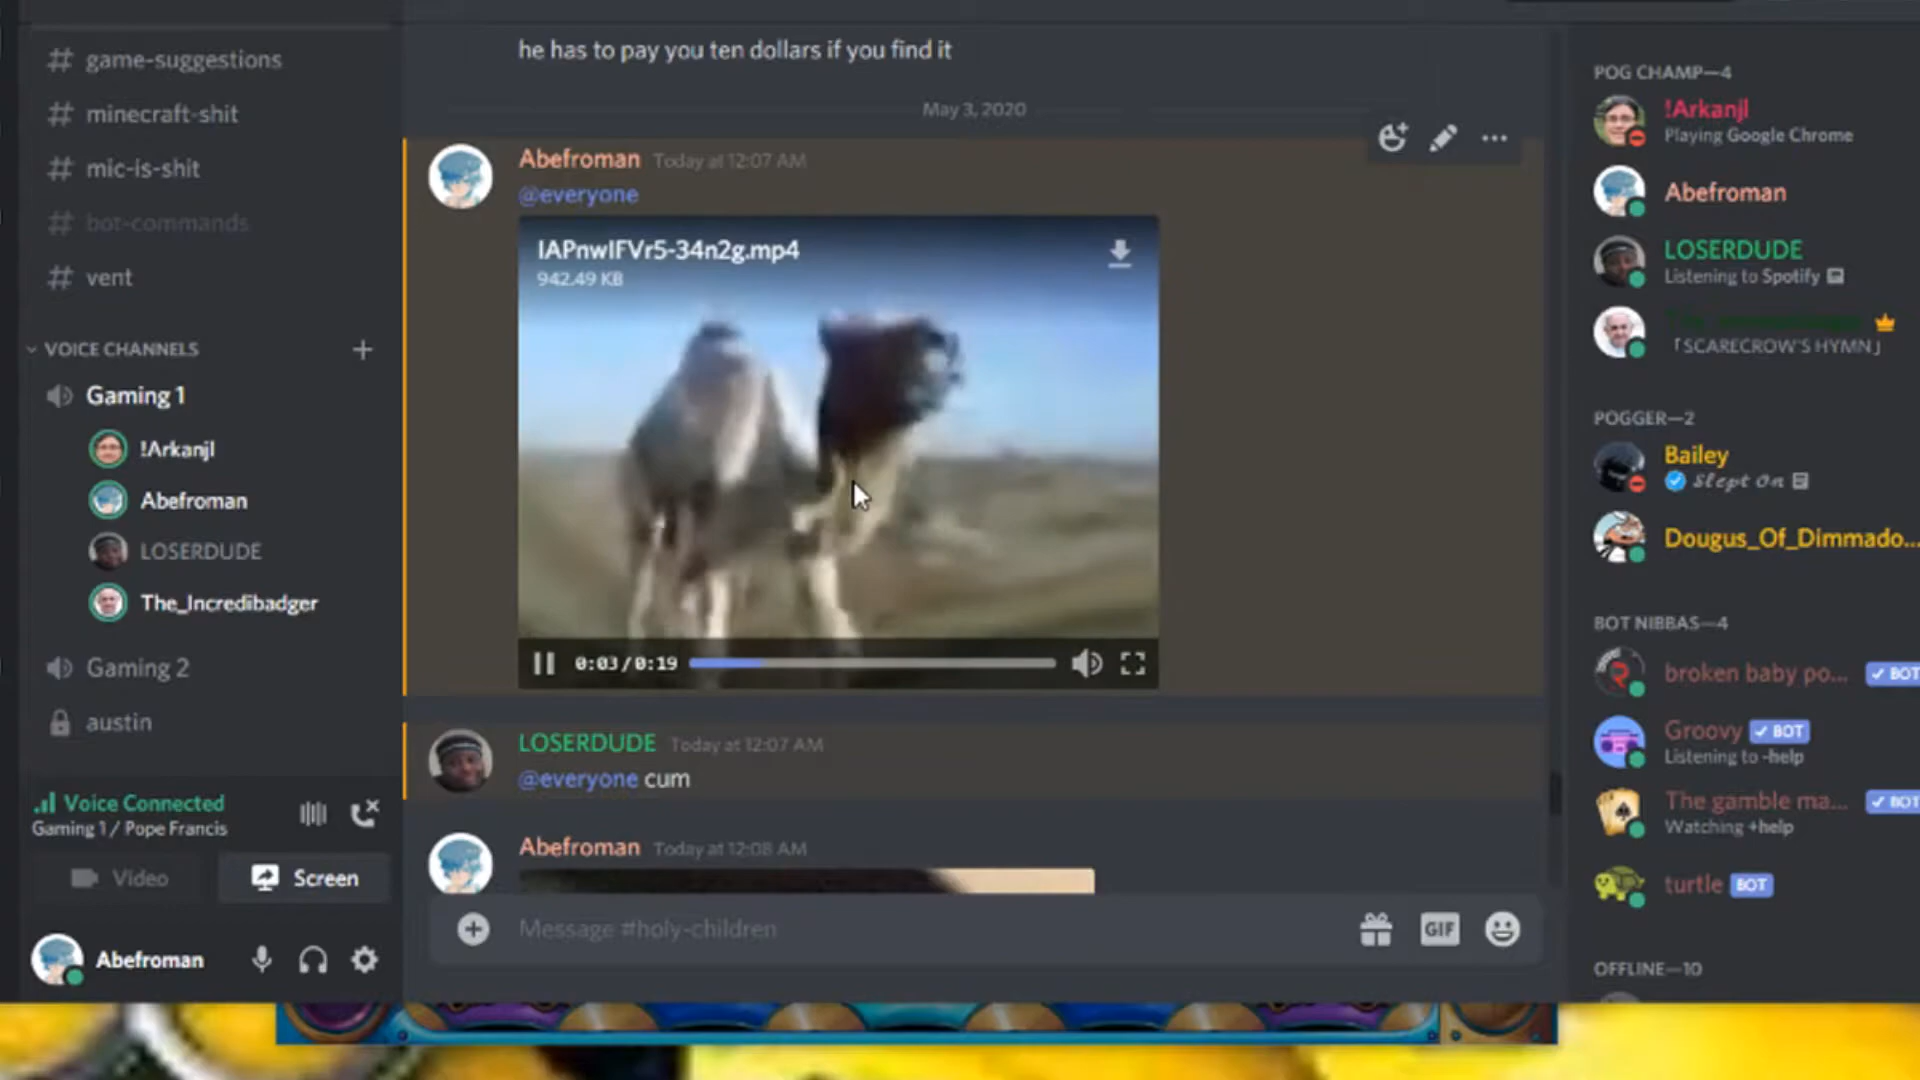 game-suggestions
minecraft-shit
mic-is-shit
bot-commands
vent
VOICE CHANNELS
Gaming 1
!Arkanjl
Abefroman
LOSERDUDE
The_Incredibadger
Gaming 2
austin
Voice Connected
Gaming 1 / Pope Francis
Video
Screen
Abefroman
he has to pay you ten dollars if you find it
May 3, 2020
Abefroman Today at 12:07 AM
@everyone
IAPnwIFVr5-34n2g.mp4
942.49 KB
0:03/0:19
LOSERDUDE Today at 12:07 AM
@everyone cum
Abefroman Today at 12:08 AM
Message #holy-children
GIF
POG CHAMP—4
!Arkanjl
Playing Google Chrome
Abefroman
LOSERDUDE
Listening to Spotify
「SCARECROW'S HYMN」
POGGER—2
Bailey
𝓢𝓵𝓮𝓹𝓽 𝓞𝓷
Dougus_Of_Dimmado...
BOT NIBBAS—4
broken baby po... BOT
Groovy BOT
Listening to -help
The gamble ma... BOT
Watching +help
turtle BOT
OFFLINE—10